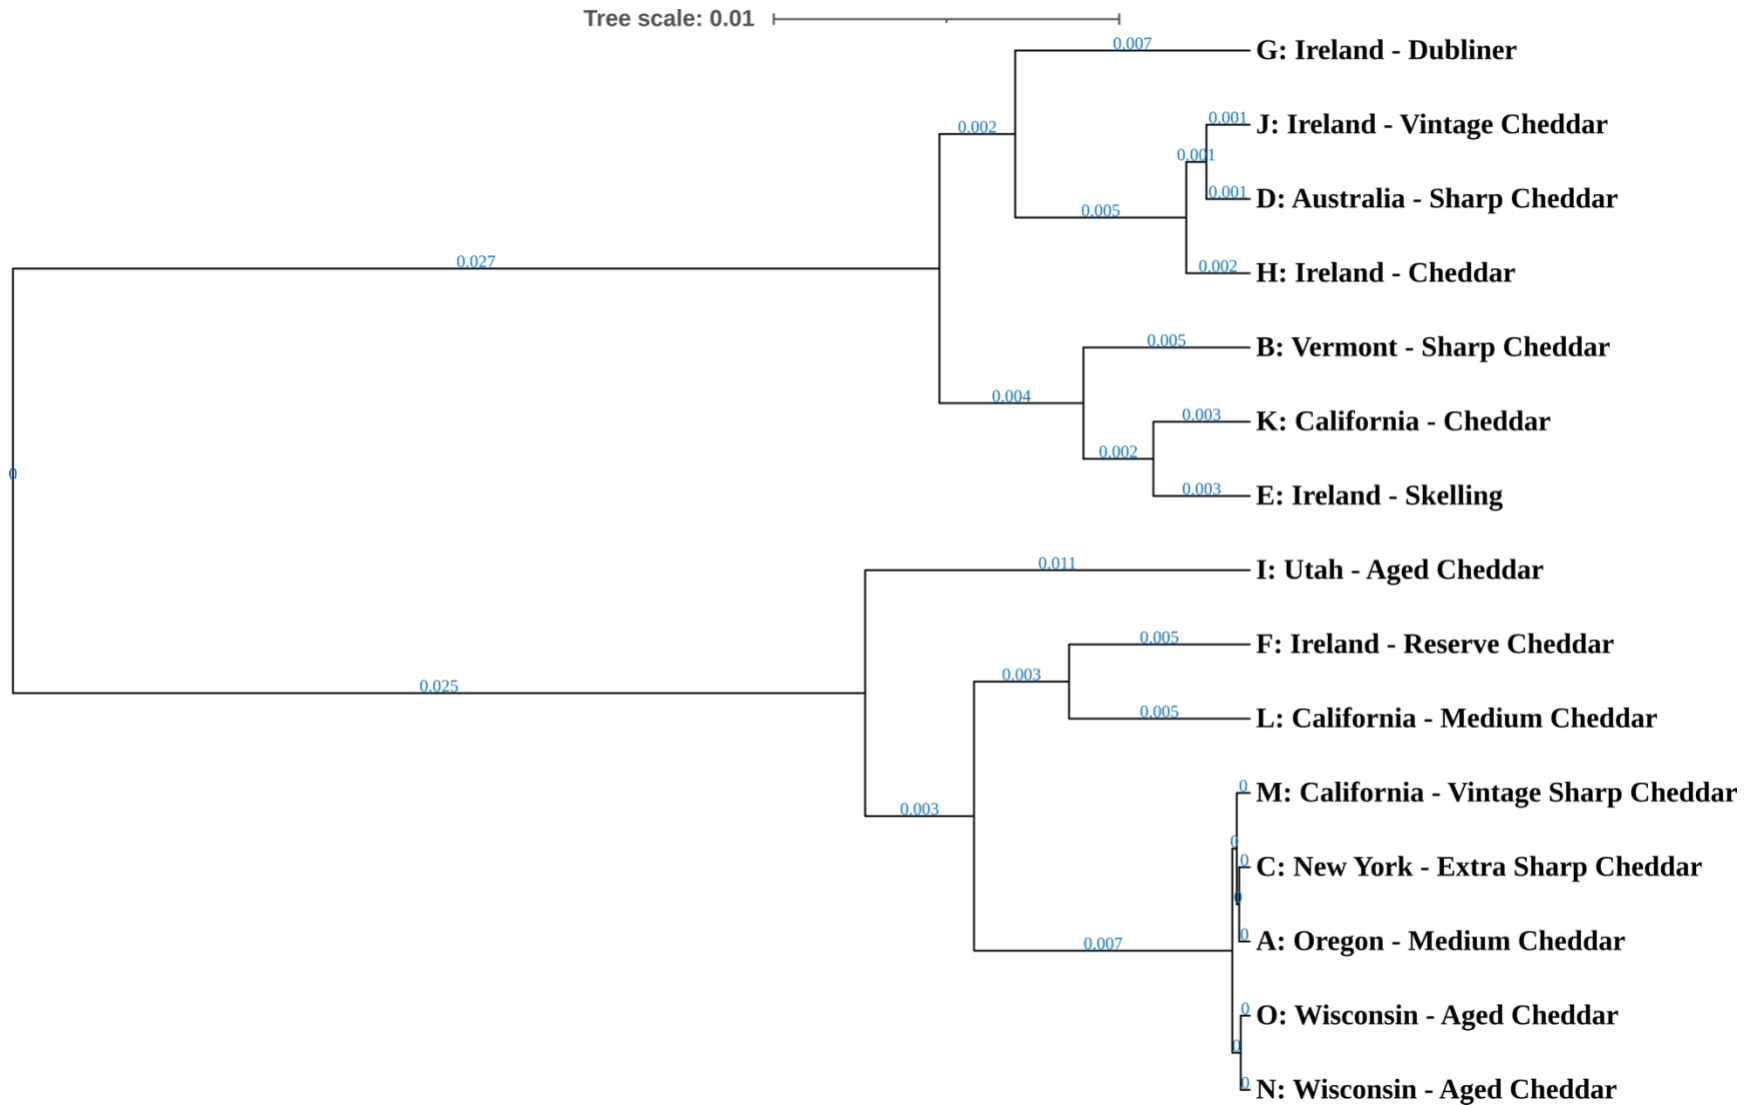 Tree scale: 0.01
0.007
G: Ireland - Dubliner
0.001
J: Ireland - Vintage Cheddar
0.002
0.001
0.001
D: Australia - Sharp Cheddar
0.005
0.027
0.002
H: Ireland - Cheddar
0.005
B: Vermont - Sharp Cheddar
0.004
0.003
K: California - Cheddar
0.002
0
0.003
E: Ireland - Skelling
0.011
I: Utah - Aged Cheddar
0.005
F: Ireland - Reserve Cheddar
0.003
0.025
0.005
L: California - Medium Cheddar
0
M: California - Vintage Sharp Cheddar
0.003
0
0
C: New York - Extra Sharp Cheddar
0
0
A: Oregon - Medium Cheddar
0.007
0
O: Wisconsin - Aged Cheddar
0
0
N: Wisconsin - Aged Cheddar